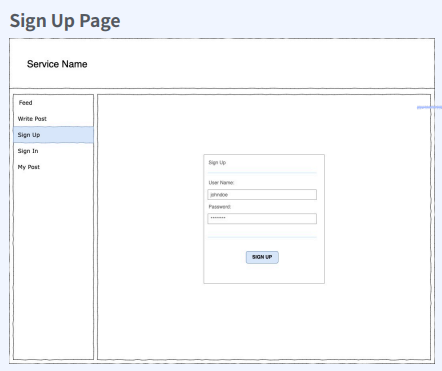 Sign Up Page
Service Name
Feed
Write Post
Sign Up
Sign In
My Post
Sign Up
User Name:
johndoe
Password:
********
SIGN UP